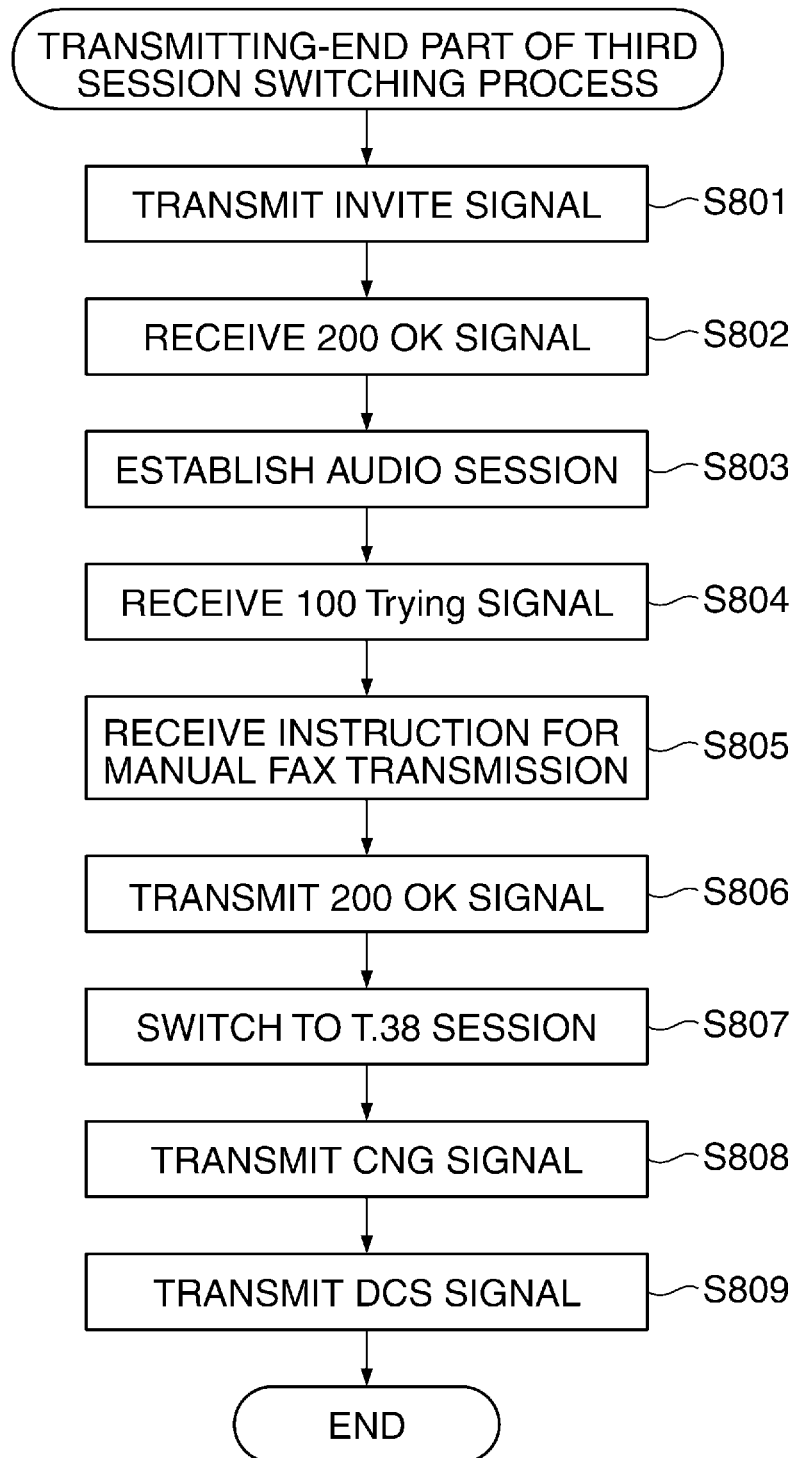 TRANSMITTING-END PART OF THIRD
SESSION SWITCHING PROCESS
TRANSMIT INVITE SIGNAL
S801
RECEIVE 200 OK SIGNAL
S802
ESTABLISH AUDIO SESSION
S803
RECEIVE 100 Trying SIGNAL
S804
RECEIVE INSTRUCTION FOR
MANUAL FAX TRANSMISSION
S805
TRANSMIT 200 OK SIGNAL
S806
SWITCH TO T.38 SESSION
S807
TRANSMIT CNG SIGNAL
S808
TRANSMIT DCS SIGNAL
S809
END